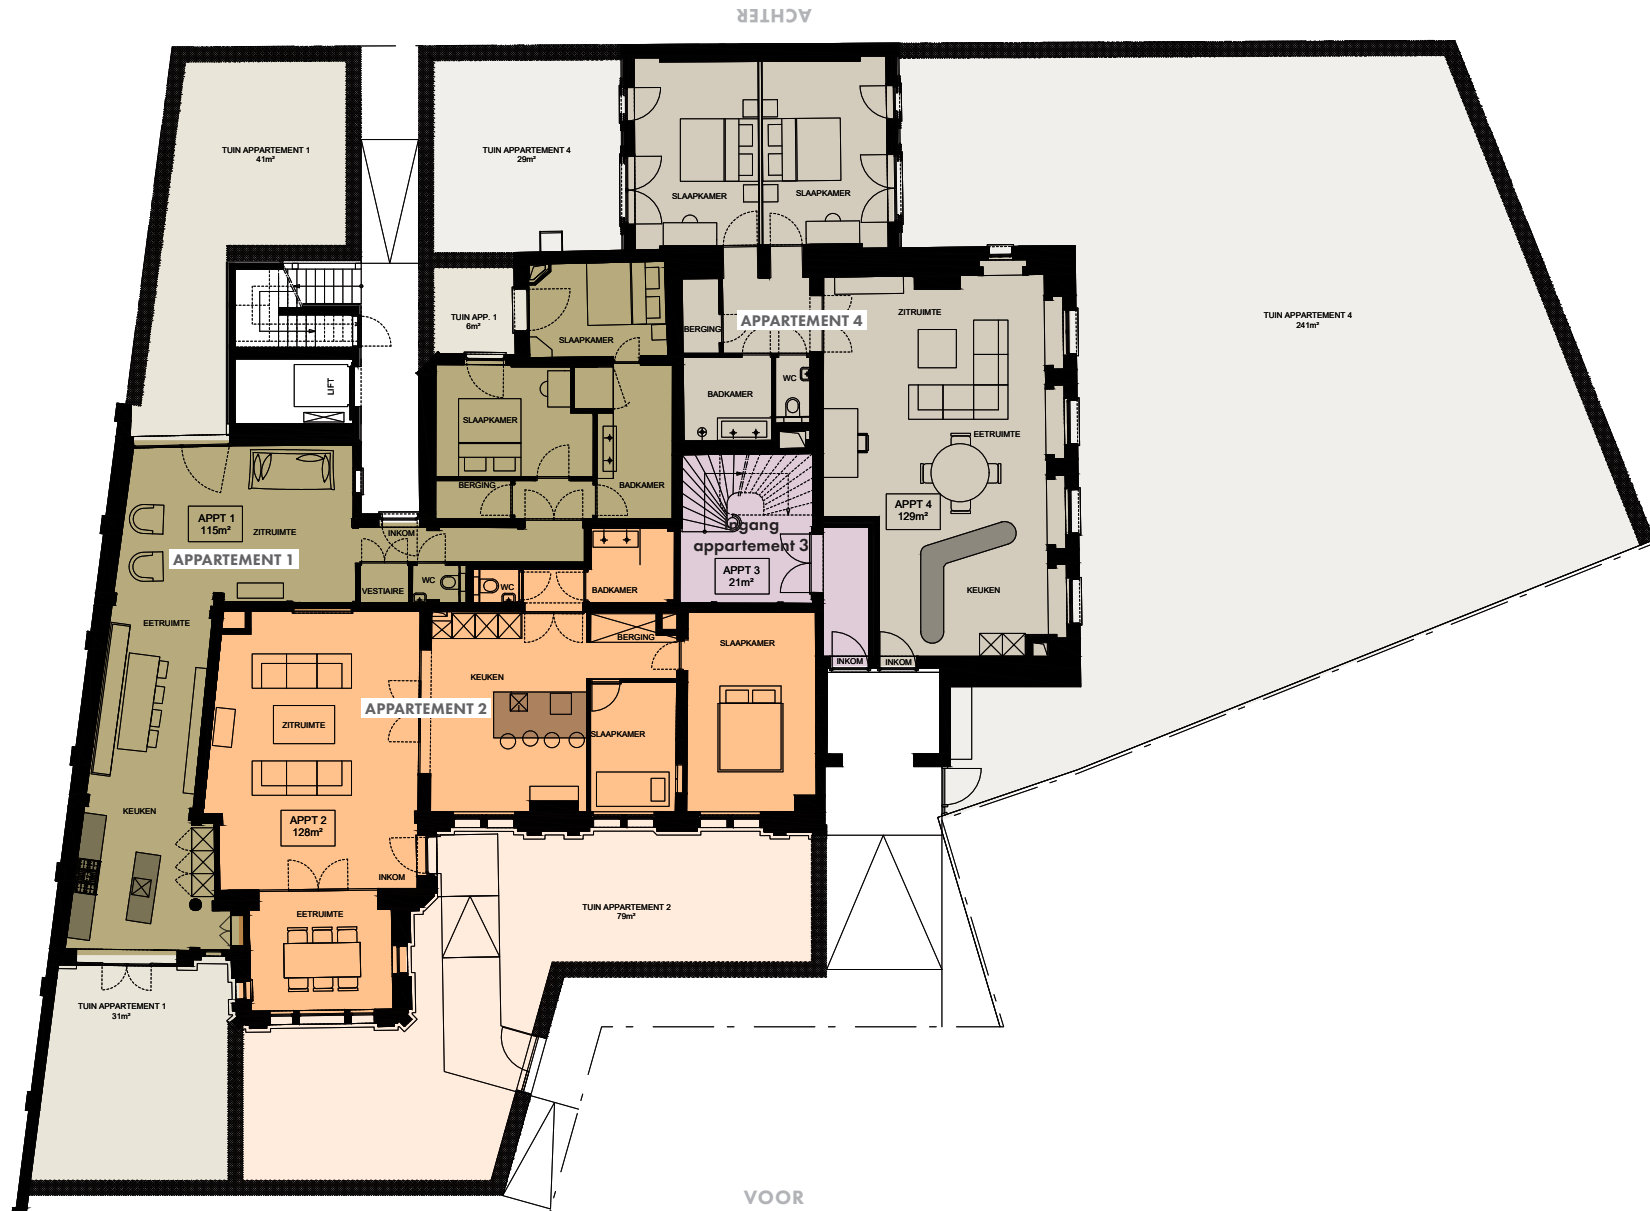 ACHTER
TUIN APPARTEMENT 1
41m²
TUIN APPARTEMENT 4
29m²
SLAAPKAMER
SLAAPKAMER
TUIN APP. 1
6m²
SLAAPKAMER
BERGING
APPARTEMENT 4
ZITRUIMTE
TUIN APPARTEMENT 4
241m²
LIFT
SLAAPKAMER
BADKAMER
WC
EETRUIMTE
BERGING
BADKAMER
APPT 1
115m²
ZITRUIMTE
INKOM
APPARTEMENT 1
Ingang
appartement 3
APPT 4
129m²
VESTIAIRE
WC
WC
BADKAMER
APPT 3
21m²
KEUKEN
EETRUIMTE
BERGING
SLAAPKAMER
INKOM
INKOM
KEUKEN
APPARTEMENT 2
ZITRUIMTE
SLAAPKAMER
KEUKEN
APPT 2
128m²
INKOM
EETRUIMTE
TUIN APPARTEMENT 2
79m²
TUIN APPARTEMENT 1
31m²
VOOR